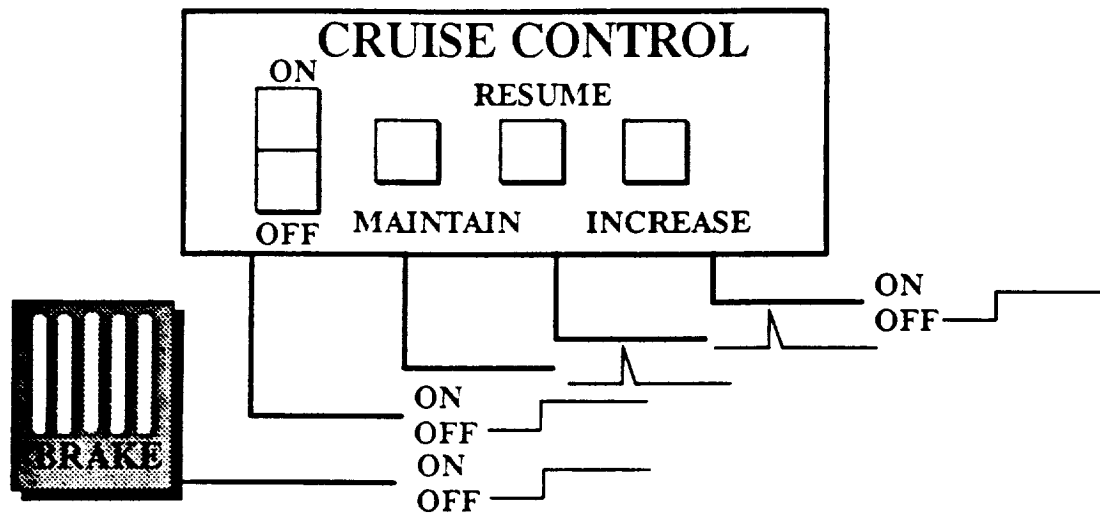 CRUISE CONTROL
ON
RESUME
MAINTAIN
INCREASE
OFF
ON
OFF
ON
OFF
BRAKE
ON
OFF